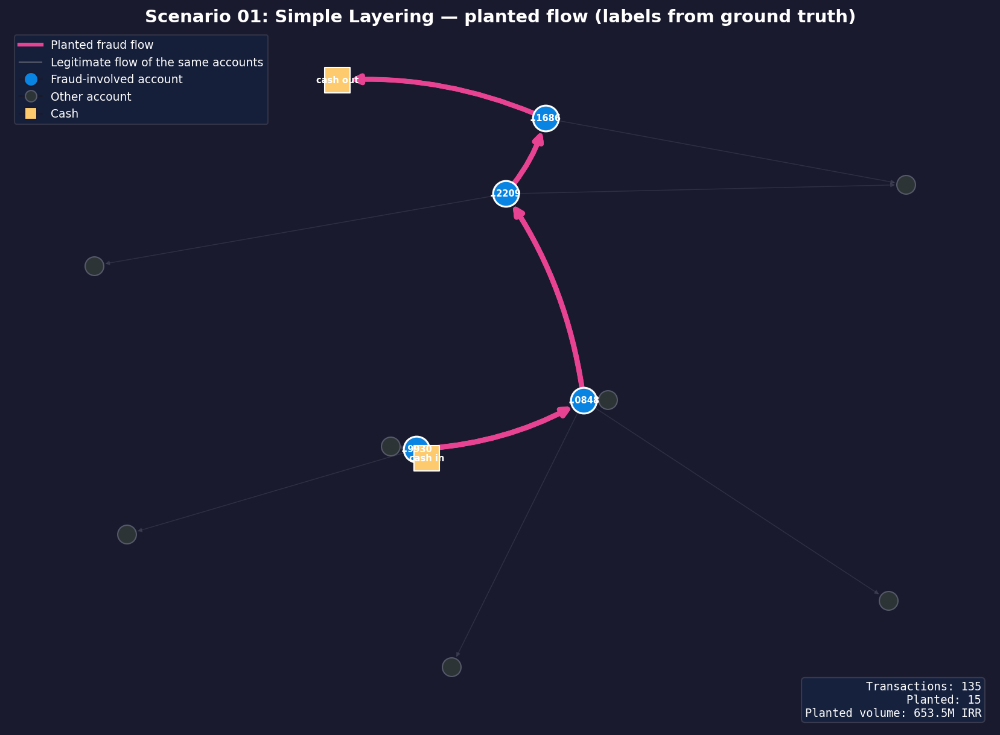 Scenario 01: Simple Layering — planted flow (labels from ground truth)
Planted fraud flow
Legitimate flow of the same accounts
Fraud-involved account
Other account
Cash
cash out
…1686
…2209
…0848
…9930
cash in
Transactions: 135
Planted: 15
Planted volume: 653.5M IRR